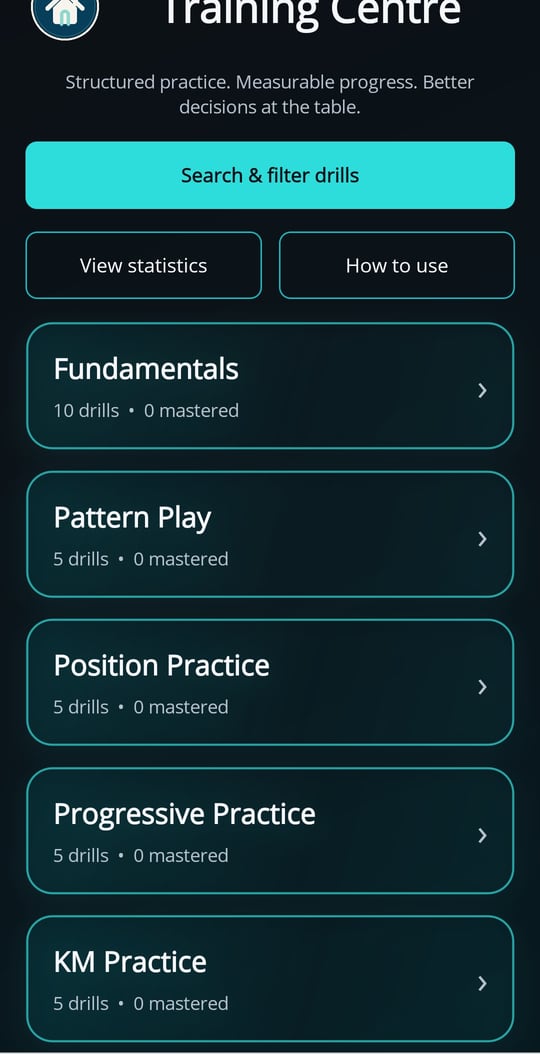 Training Centre
Structured practice. Measurable progress. Better
decisions at the table.
Search & filter drills
View statistics
How to use
Fundamentals
10 drills • 0 mastered
Pattern Play
5 drills • 0 mastered
Position Practice
5 drills • 0 mastered
Progressive Practice
5 drills • 0 mastered
KM Practice
5 drills • 0 mastered